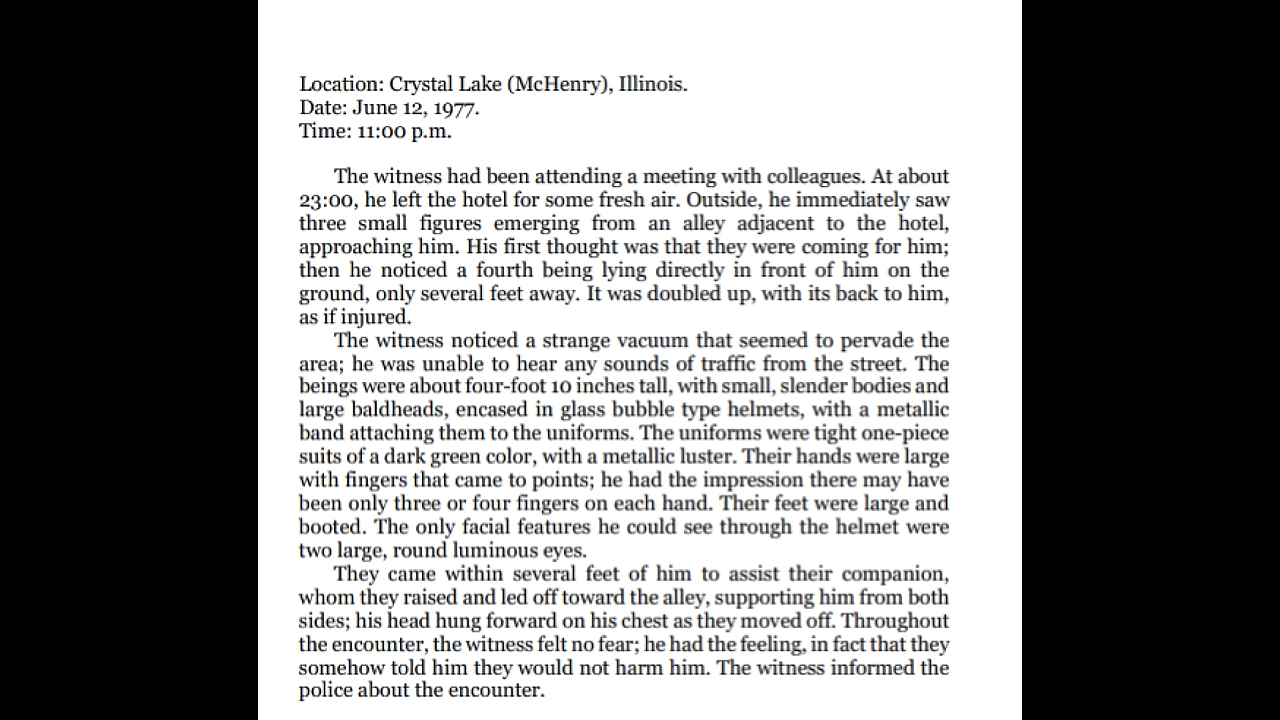 Location: Crystal Lake (McHenry), Illinois.
Date: June 12, 1977.
Time: 11:00 p.m.
The witness had been attending a meeting with colleagues. At about
23:00, he left the hotel for some fresh air. Outside, he immediately saw
three small figures emerging from an alley adjacent to the hotel,
approaching him. His first thought was that they were coming for him;
then he noticed a fourth being lying directly in front of him on the
ground, only several feet away. It was doubled up, with its back to him,
as if injured.
The witness noticed a strange vacuum that seemed to pervade the
area; he was unable to hear any sounds of traffic from the street. The
beings were about four-foot 10 inches tall, with small, slender bodies and
large baldheads, encased in glass bubble type helmets, with a metallic
band attaching them to the uniforms. The uniforms were tight one-piece
suits of a dark green color, with a metallic luster. Their hands were large
with fingers that came to points; he had the impression there may have
been only three or four fingers on each hand. Their feet were large and
booted. The only facial features he could see through the helmet were
two large, round luminous eyes.
They came within several feet of him to assist their companion,
whom they raised and led off toward the alley, supporting him from both
sides; his head hung forward on his chest as they moved off. Throughout
the encounter, the witness felt no fear; he had the feeling, in fact that they
somehow told him they would not harm him. The witness informed the
police about the encounter.